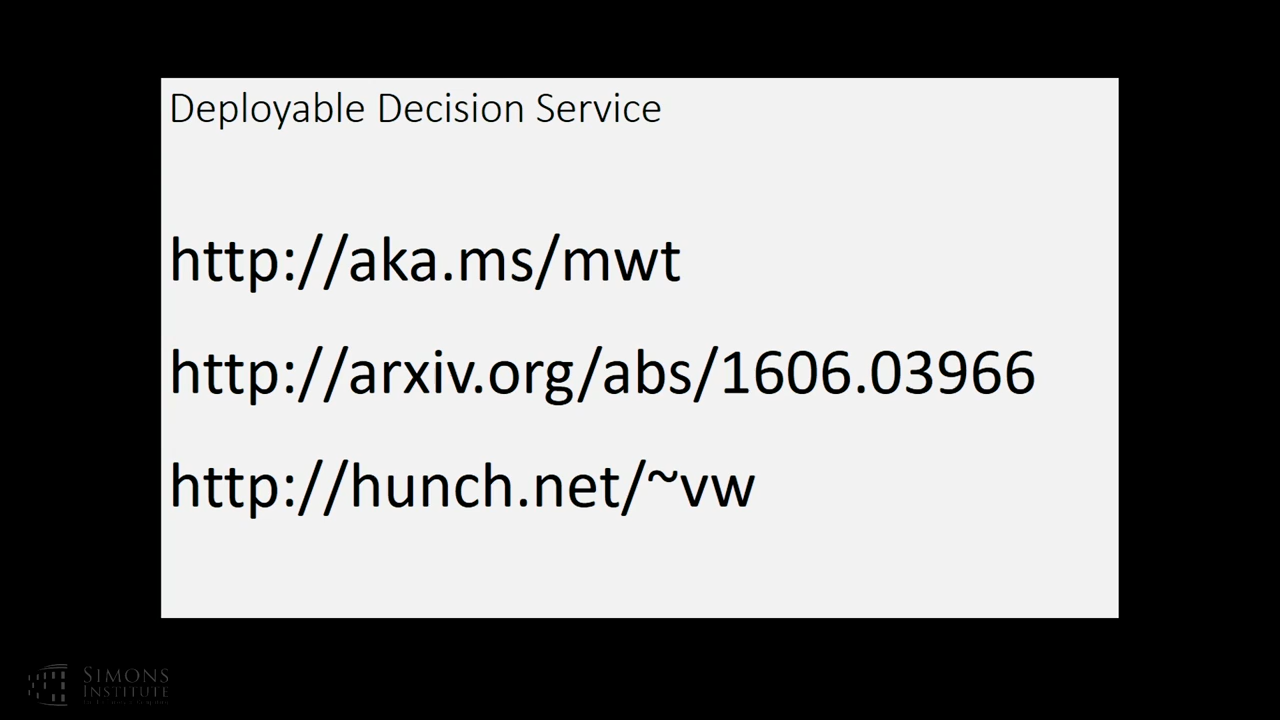 Deployable Decision Service
http://aka.ms/mwt
http://arxiv.org/abs/1606.03966
http://hunch.net/~vw
SIMONS
INSTITUTE